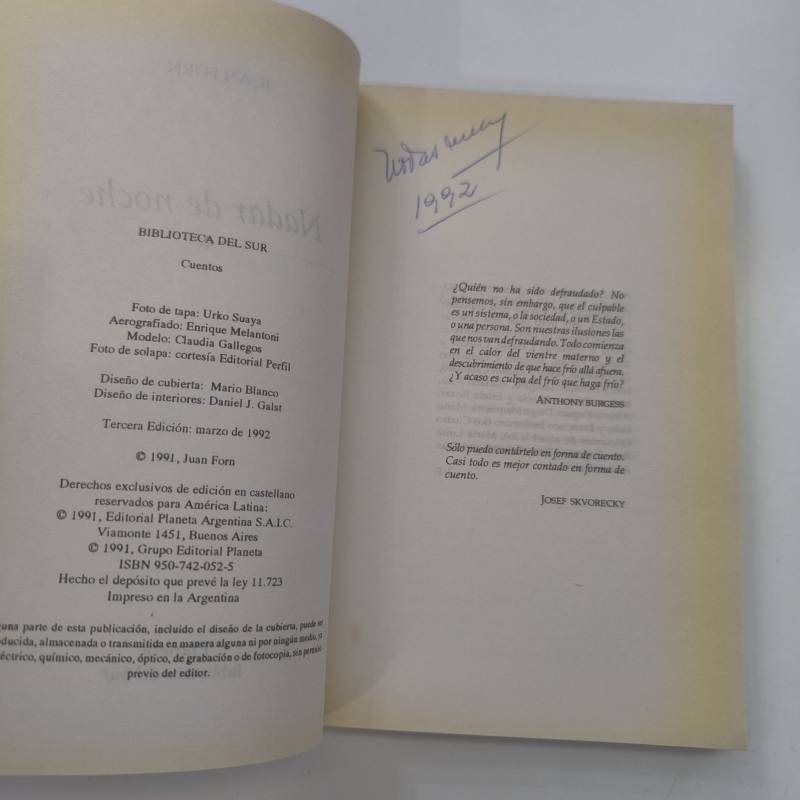 JUAN FORN
Nadar de noche
BIBLIOTECA DEL SUR
Cuentos
Foto de tapa: Urko Suaya
Aerografiado: Enrique Melantoni
Modelo: Claudia Gallegos
Foto de solapa: cortesía Editorial Perfil
Diseño de cubierta: Mario Blanco
Diseño de interiores: Daniel J. Galst
Tercera Edición: marzo de 1992
© 1991, Juan Forn
Derechos exclusivos de edición en castellano
reservados para América Latina:
© 1991, Editorial Planeta Argentina S.A.I.C.
Viamonte 1451, Buenos Aires
© 1991, Grupo Editorial Planeta
ISBN 950-742-052-5
Hecho el depósito que prevé la ley 11.723
Impreso en la Argentina
una parte de esta publicación, incluido el diseño de la cubierta, puede ser
oducida, almacenada o transmitida en manera alguna ni por ningún medio, ya
éctrico, químico, mecánico, óptico, de grabación o de fotocopia, sin permiso
previo del editor.
1992
¿Quién no ha sido defraudado? No
pensemos, sin embargo, que el culpable
es un sistema, o la sociedad, o un Estado,
o una persona. Son nuestras ilusiones las
que nos van defraudando. Todo comienza
en el calor del vientre materno y el
descubrimiento de que hace frío allá afuera.
¿Y acaso es culpa del frío que haga frío?
ANTHONY BURGESS
Sólo puedo contártelo en forma de cuento.
Casi todo es mejor contado en forma de
cuento.
JOSEF SKVORECKY